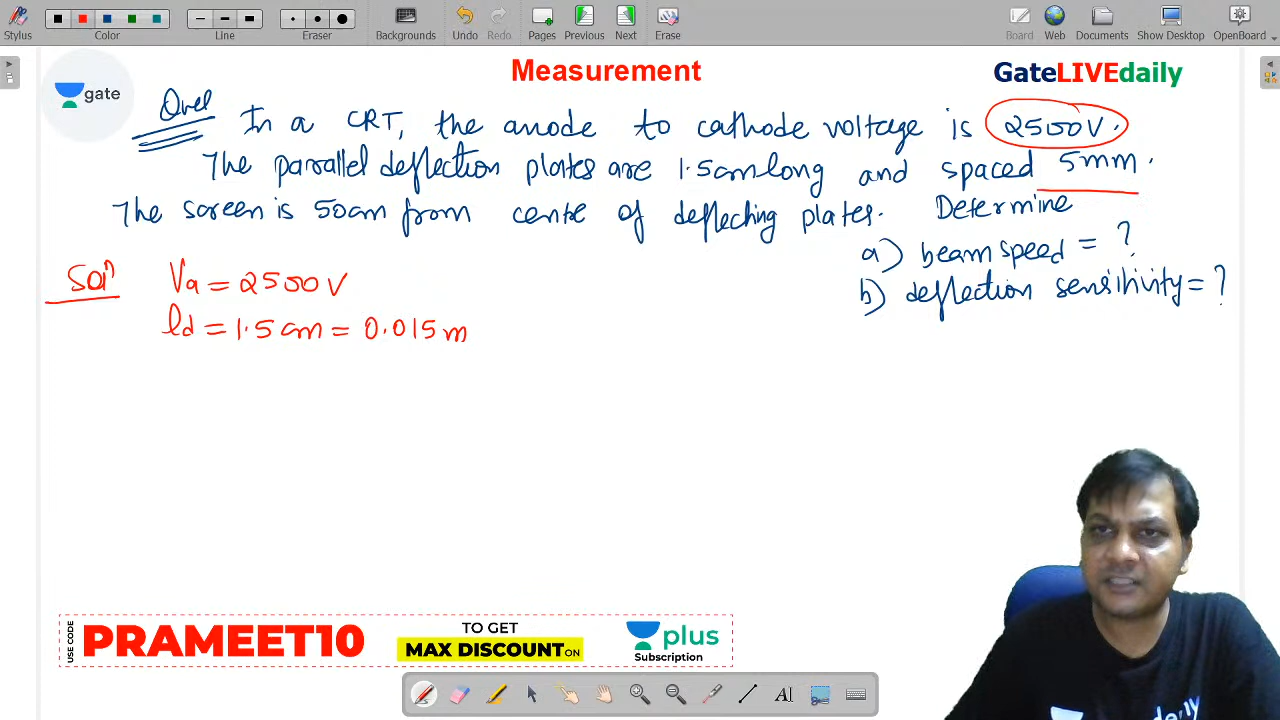 Stylus
Color
Line
Eraser
Backgrounds
Undo
Redo
Pages
Previous
Next
Erase
Board
Web
Documents
Show Desktop
OpenBoard
gate
Measurement
GateLIVEdaily
Ques In a CRT, the anode to cathode voltage is 2500V.
The parallel deflection plates are 1.5cm long and spaced 5mm.
The screen is 50cm from centre of deflecting plates. Determine
a) beam speed = ?
b) deflection sensitivity = ?
Solⁿ Va = 2500 V
ld = 1.5 cm = 0.015 m
USE CODE
PRAMEET10
TO GET
MAX DISCOUNT ON
plus
Subscription